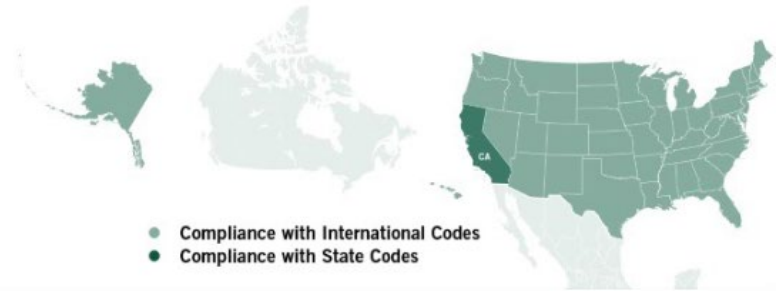 CA
Compliance with International Codes
Compliance with State Codes